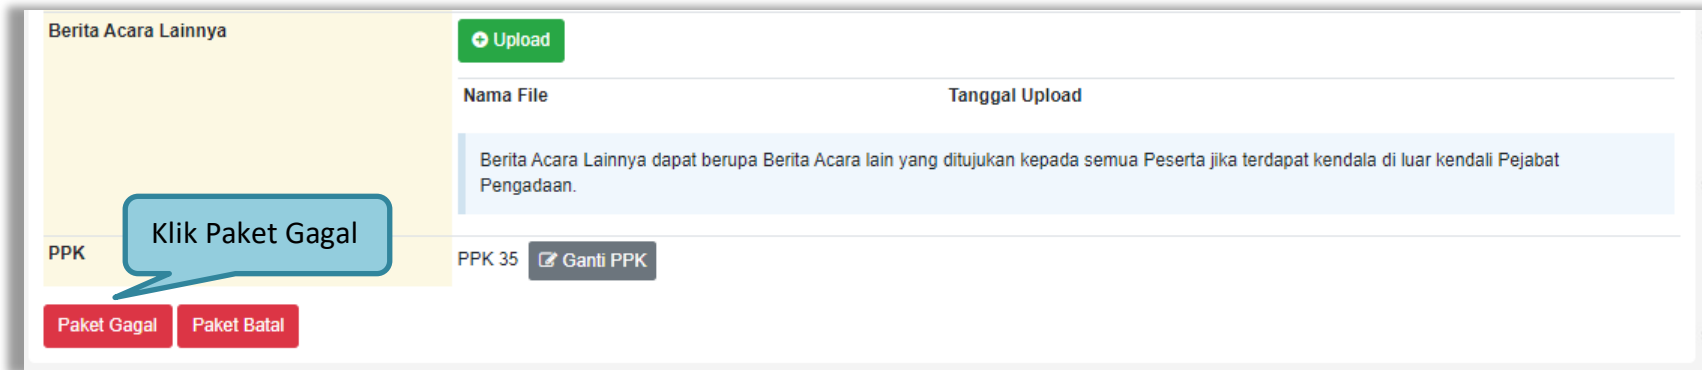 Berita Acara Lainnya
Upload
Nama File Tanggal Upload
Berita Acara Lainnya dapat berupa Berita Acara lain yang ditujukan kepada semua Peserta jika terdapat kendala di luar kendali Pejabat
Pengadaan.
Klik Paket Gagal
PPK PPK 35 Ganti PPK
Paket Gagal Paket Batal